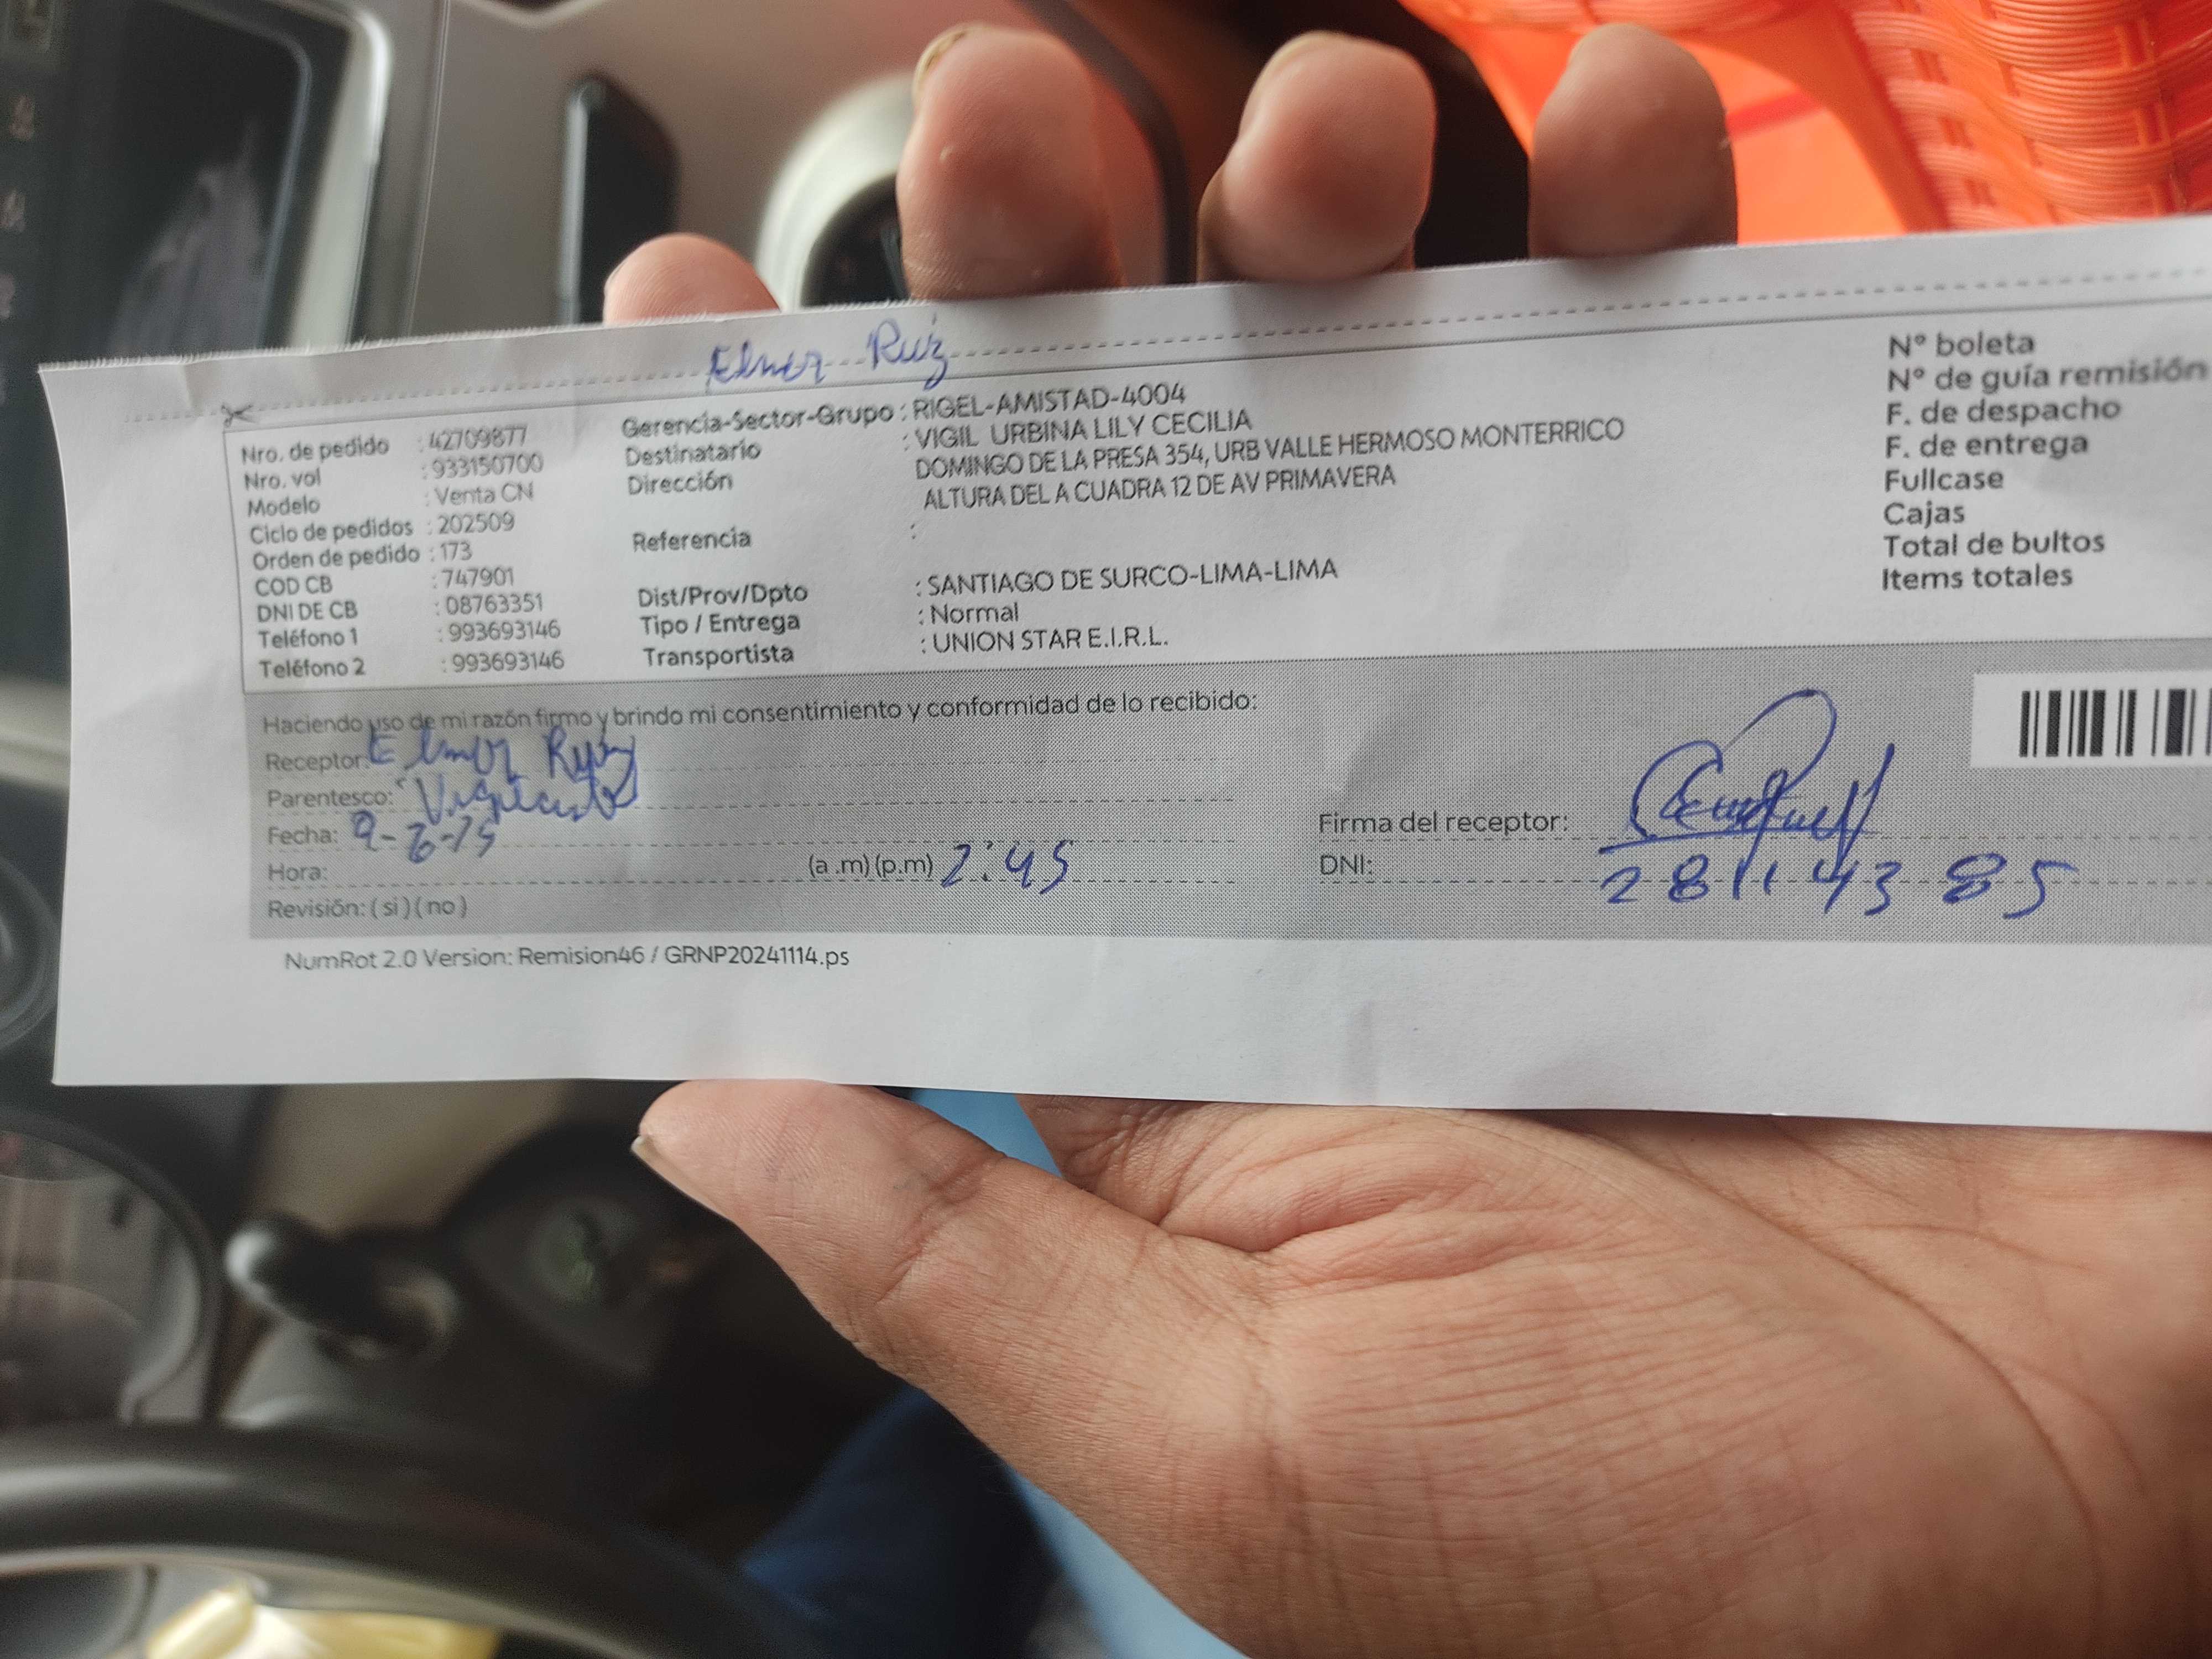 Elmer Ruiz
Nro. de pedido : 42709877
Nro. vol : 933150700
Modelo : Venta CN
Ciclo de pedidos : 202509
Orden de pedido : 173
COD CB : 747901
DNI DE CB : 08763351
Teléfono 1 : 993693146
Teléfono 2 : 993693146
Gerencia-Sector-Grupo : RIGEL-AMISTAD-4004
Destinatario : VIGIL URBINA LILY CECILIA
Dirección DOMINGO DE LA PRESA 354, URB VALLE HERMOSO MONTERRICO
ALTURA DEL A CUADRA 12 DE AV PRIMAVERA
Referencia :
Dist/Prov/Dpto : SANTIAGO DE SURCO-LIMA-LIMA
Tipo / Entrega : Normal
Transportista : UNION STAR E.I.R.L.
N° boleta
N° de guía remisión
F. de despacho
F. de entrega
Fullcase
Cajas
Total de bultos
Items totales
Haciendo uso de mi razón firmo y brindo mi consentimiento y conformidad de lo recibido:
Receptor: Elmer Ruiz
Parentesco: Vigilante
Fecha: 9-6-15
Hora: (a .m) (p.m) 2:45
Revisión: ( si ) ( no )
Firma del receptor:
DNI: 28114385
NumRot 2.0 Version: Remision46 / GRNP20241114.ps